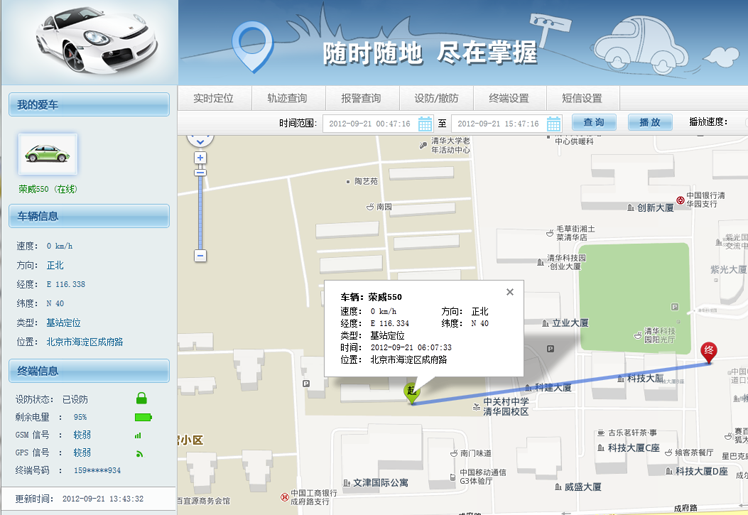 随时随地 尽在掌握
我的爱车
荣威550 (在线)
车辆信息
速度: 0 km/h
方向: 正北
经度: E 116.338
纬度: N 40
类型: 基站定位
位置: 北京市海淀区成府路
终端信息
设防状态: 已设防
剩余电量 : 95%
GSM 信号 : 较弱
GPS 信号 : 较弱
终端号码 : 159*****934
更新时间: 2012-09-21 13:43:32
实时定位
轨迹查询
报警查询
设防/撤防
终端设置
短信设置
时间范围: 2012-09-21 00:47:16 至 2012-09-21 15:47:16 查 询 播 放 播放速度:
清华大学老
年活动中心
中心供暖科
陶艺苑
南园
中国银行清
华园支行
创新大厦
毛草街湘土
菜清华店
清华科技园
·创业大厦
紫光国
交流中
紫光大厦
车辆: 荣威550
速度: 0 km/h 方向: 正北
经度: E 116.334 纬度: N 40
类型: 基站定位
时间: 2012-09-21 06:07:33
位置: 北京市海淀区成府路
立业大厦
清华科技
园阳光厅
终
起
科建大厦
科技大厦
中关村中学
清华园校区
小区
古乐茗轩茶·事
科技大厦C座
南门味道
候客茶餐厅
科技大厦D座
星巴克
中国移动通信
G3体验厅
文津国际公寓
威盛大厦
中国工商银行
成府路支行
百宜源商务会馆
成府路